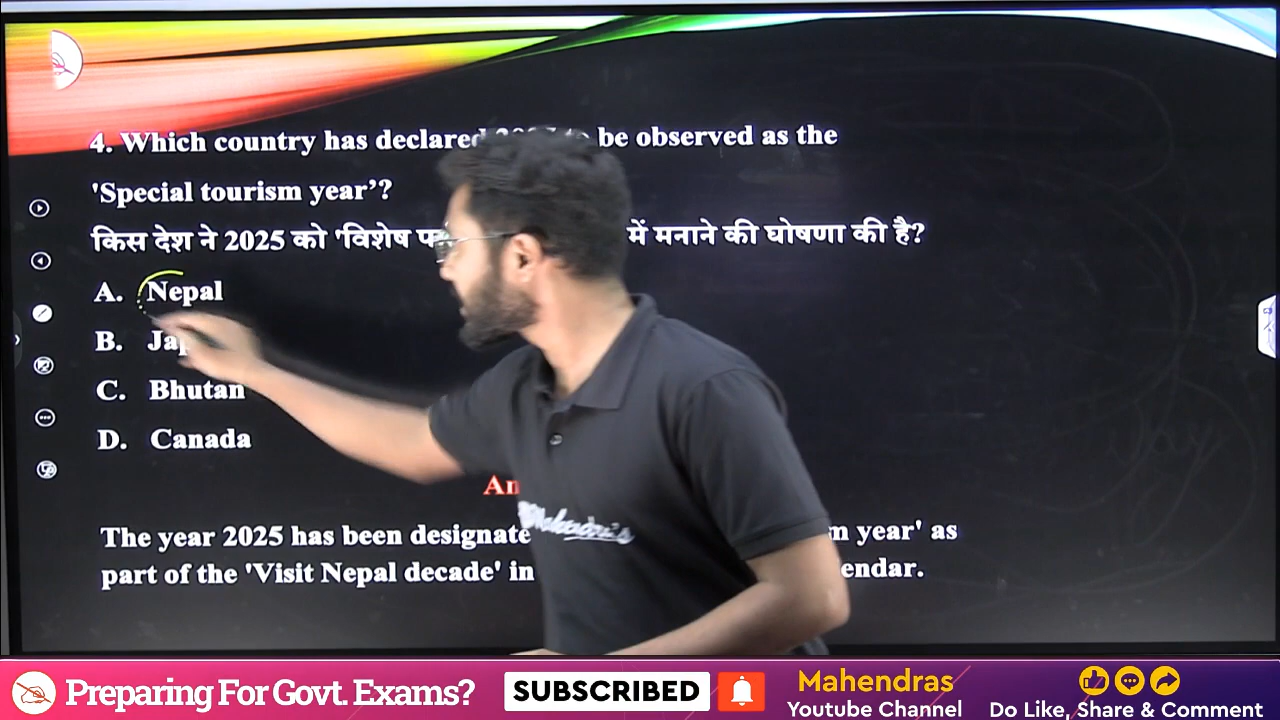 4. Which country has declared be observed as the
'Special tourism year'?
किस देश ने 2025 को 'विशेष में मनाने की घोषणा की है?
A. Nepal
B.
C. Bhutan
D. Canada
The year 2025 has been designate year' as
part of the 'Visit Nepal decade' in
Preparing For Govt. Exams?
SUBSCRIBED
Mahendras
Youtube Channel
Do Like, Share & Comment